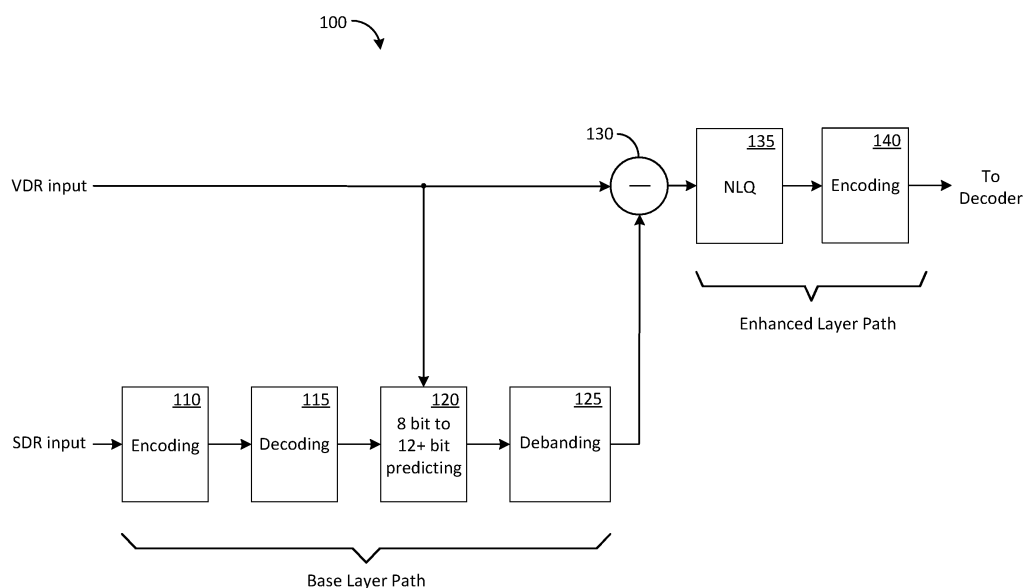 100
130
135
NLQ
140
Encoding
VDR input
To
Decoder
Enhanced Layer Path
110
Encoding
115
Decoding
120
8 bit to
12+ bit
predicting
125
Debanding
SDR input
Base Layer Path